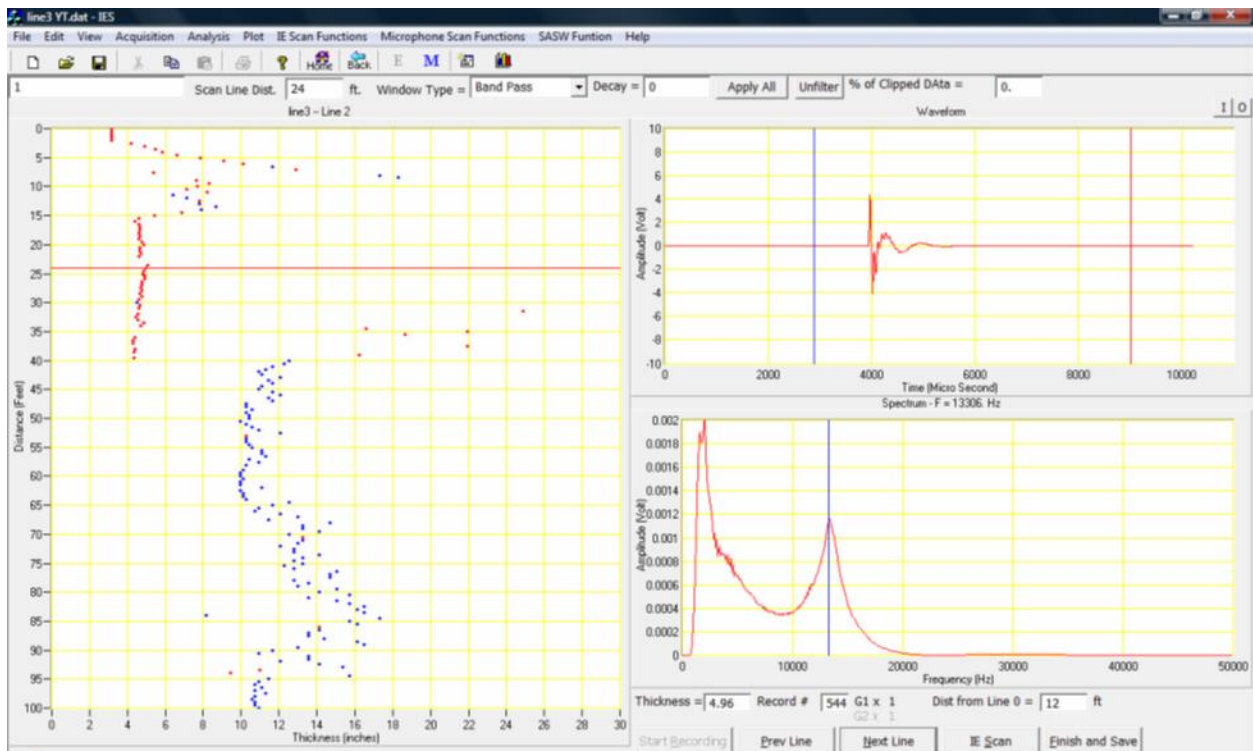 line3 YT.dat - IES
File Edit View Acquisition Analysis Plot IE Scan Functions Microphone Scan Functions SASW Funtion Help
Home Back E M
1 Scan Line Dist. 24 ft. Window Type = Band Pass Decay = 0 Apply All Unfilter % of Clipped DAta = 0.
line3 - Line 2
0
5
10
15
20
25
30
35
40
45
50
55
60
65
70
75
80
85
90
95
100
Distance (Feet)
0 2 4 6 8 10 12 14 16 18 20 22 24 26 28 30
Thickness (inches)
Waveform I O
10
8
6
4
2
0
-2
-4
-6
-8
-10
Amplitude (Volt)
0 2000 4000 6000 8000 10000
Time (Micro Second)
Spectrum - F = 13306. Hz
0.002
0.0018
0.0016
0.0014
0.0012
0.001
0.0008
0.0006
0.0004
0.0002
0
Amplitude (Volt)
0 10000 20000 30000 40000 50000
Frequency (Hz)
Thickness = 4.96 Record # 544 G1 x 1 Dist from Line 0 = 12 ft
G2 x 1
Start Recording Prev Line Next Line IE Scan Finish and Save